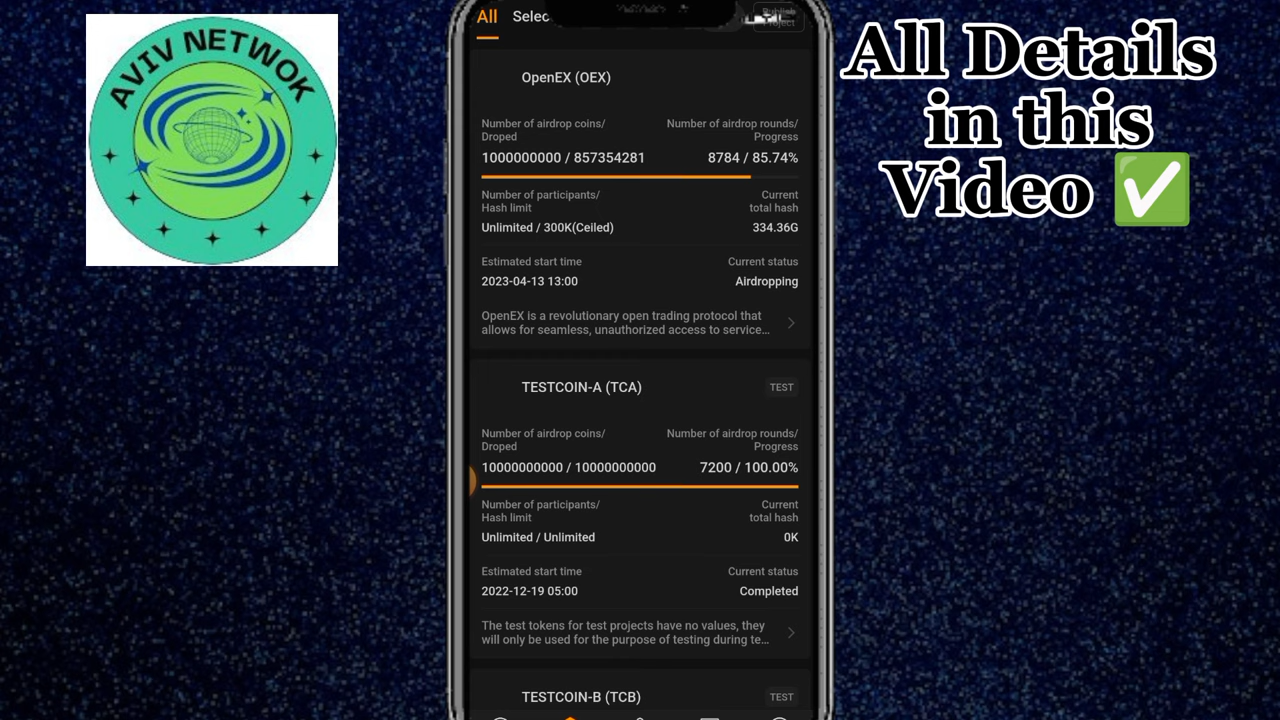 AVIV NETWOK
All Details
in this
Video ✅
All Selec
Publish
Project
OpenEX (OEX)
Number of airdrop coins/
Droped
Number of airdrop rounds/
Progress
1000000000 / 857354281
8784 / 85.74%
Number of participants/
Hash limit
Current
total hash
Unlimited / 300K(Ceiled)
334.36G
Estimated start time
Current status
2023-04-13 13:00
Airdropping
OpenEX is a revolutionary open trading protocol that
allows for seamless, unauthorized access to service...
TESTCOIN-A (TCA)
TEST
Number of airdrop coins/
Droped
Number of airdrop rounds/
Progress
10000000000 / 10000000000
7200 / 100.00%
Number of participants/
Hash limit
Current
total hash
Unlimited / Unlimited
0K
Estimated start time
Current status
2022-12-19 05:00
Completed
The test tokens for test projects have no values, they
will only be used for the purpose of testing during te...
TESTCOIN-B (TCB)
TEST